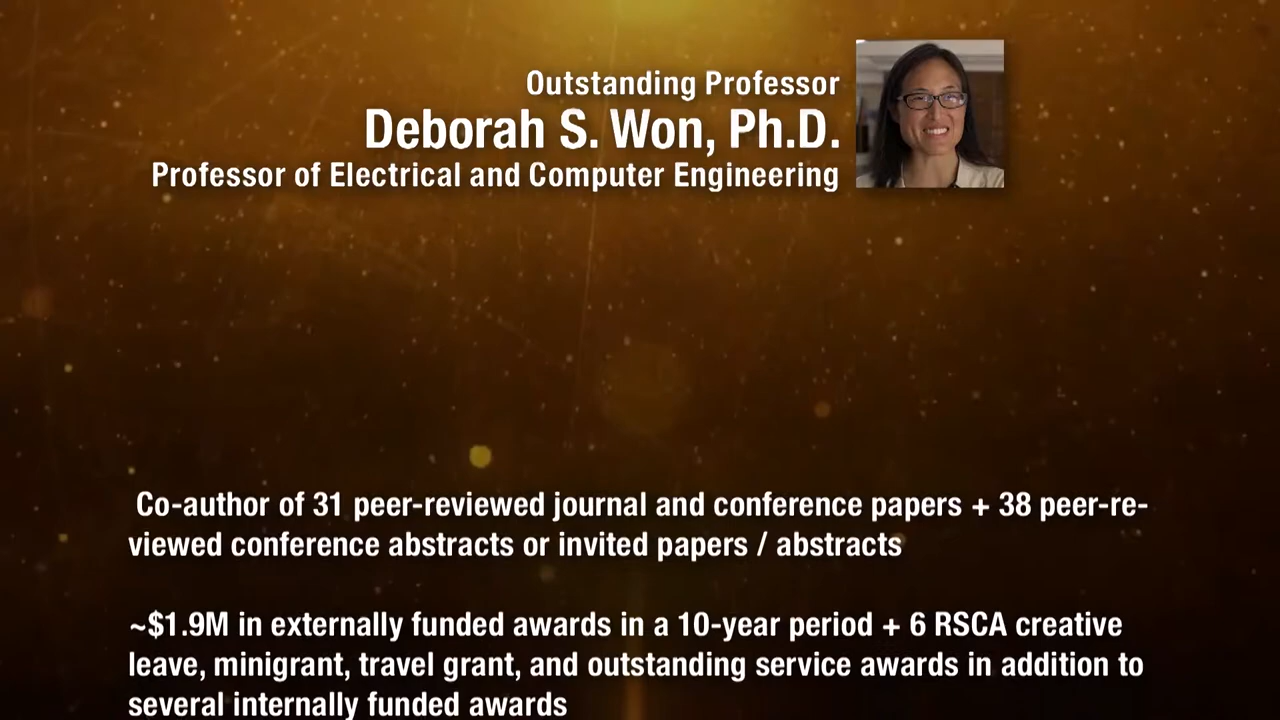 Outstanding Professor
Deborah S. Won, Ph.D.
Professor of Electrical and Computer Engineering
Co-author of 31 peer-reviewed journal and conference papers + 38 peer-re-
viewed conference abstracts or invited papers / abstracts
~$1.9M in externally funded awards in a 10-year period + 6 RSCA creative
leave, minigrant, travel grant, and outstanding service awards in addition to
several internally funded awards